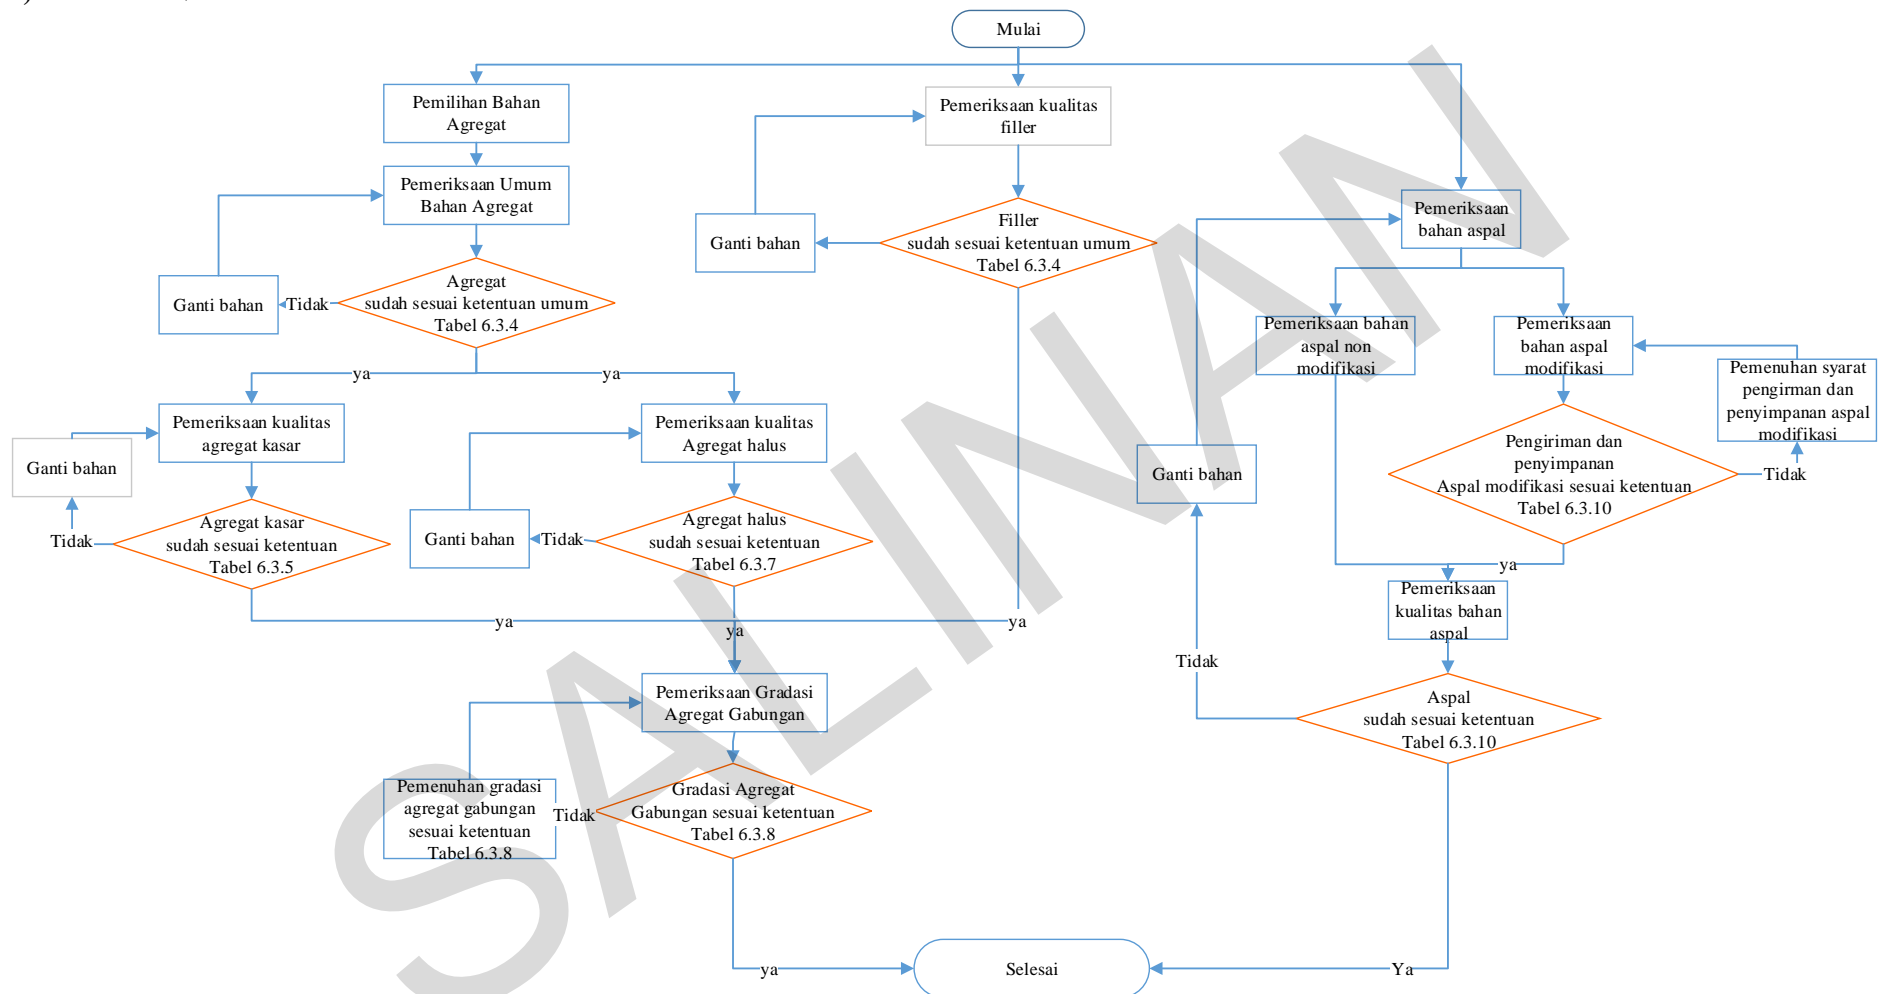 Mulai
Pemilihan Bahan
Agregat
Pemeriksaan Umum
Bahan Agregat
Agregat
sudah sesuai ketentuan umum
Tabel 6.3.4
Tidak
Ganti bahan
ya
ya
Pemeriksaan kualitas
agregat kasar
Agregat kasar
sudah sesuai ketentuan
Tabel 6.3.5
Tidak
Ganti bahan
Pemeriksaan kualitas
Agregat halus
Agregat halus
sudah sesuai ketentuan
Tabel 6.3.7
Tidak
Ganti bahan
Pemeriksaan kualitas
filler
Filler
sudah sesuai ketentuan umum
Tabel 6.3.4
Ganti bahan
ya
ya
ya
Pemeriksaan Gradasi
Agregat Gabungan
Gradasi Agregat
Gabungan sesuai ketentuan
Tabel 6.3.8
Tidak
Pemenuhan gradasi
agregat gabungan
sesuai ketentuan
Tabel 6.3.8
ya
Pemeriksaan
bahan aspal
Pemeriksaan bahan
aspal non
modifikasi
Pemeriksaan
bahan aspal
modifikasi
Pemenuhan syarat
pengirman dan
penyimpanan aspal
modifikasi
Pengiriman dan
penyimpanan
Aspal modifikasi sesuai ketentuan
Tabel 6.3.10
Tidak
ya
Ganti bahan
Pemeriksaan
kualitas bahan
aspal
Tidak
Aspal
sudah sesuai ketentuan
Tabel 6.3.10
Ya
Selesai
SALINAN